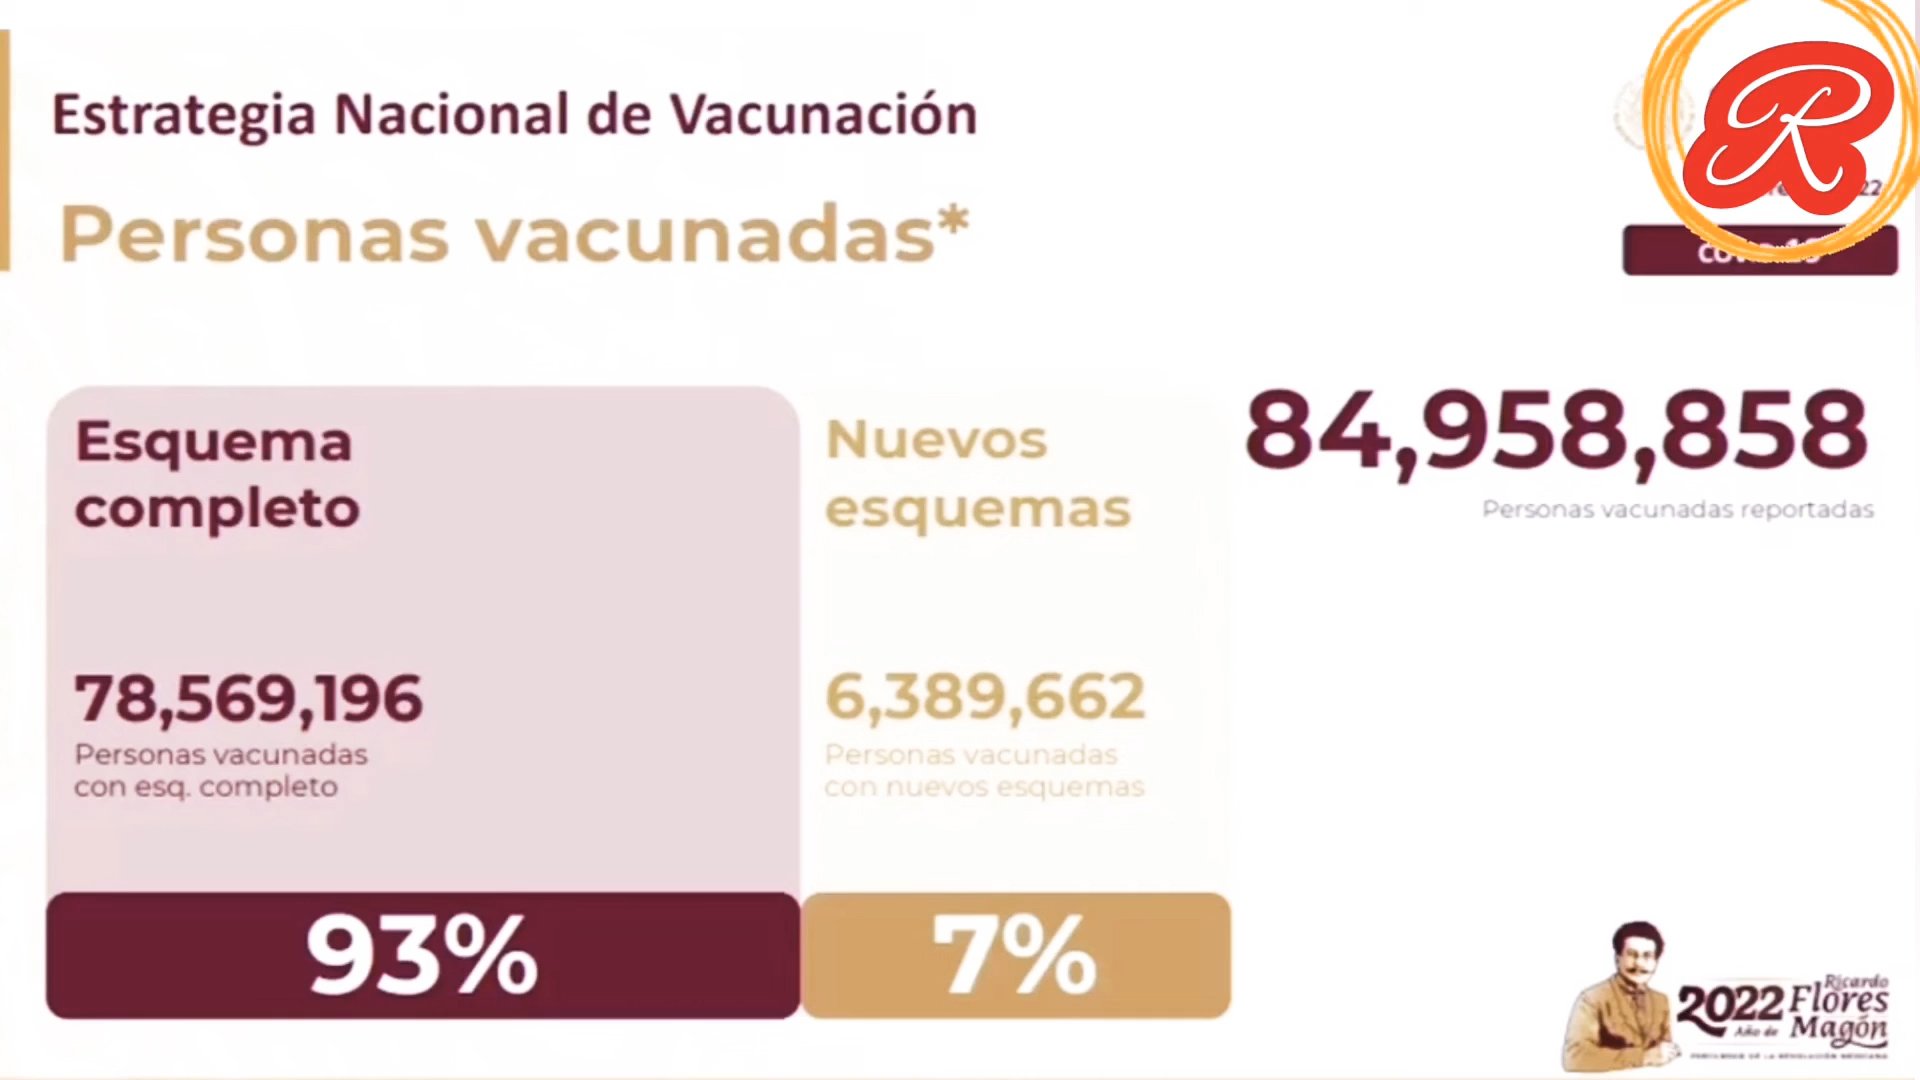 Estrategia Nacional de Vacunación
Personas vacunadas*
R
22
Esquema
completo
78,569,196
Personas vacunadas
con esq. completo
93%
Nuevos
esquemas
6,389,662
Personas vacunadas
con nuevos esquemas
7%
84,958,858
Personas vacunadas reportadas
2022
Año de
Ricardo
Flores
Magón